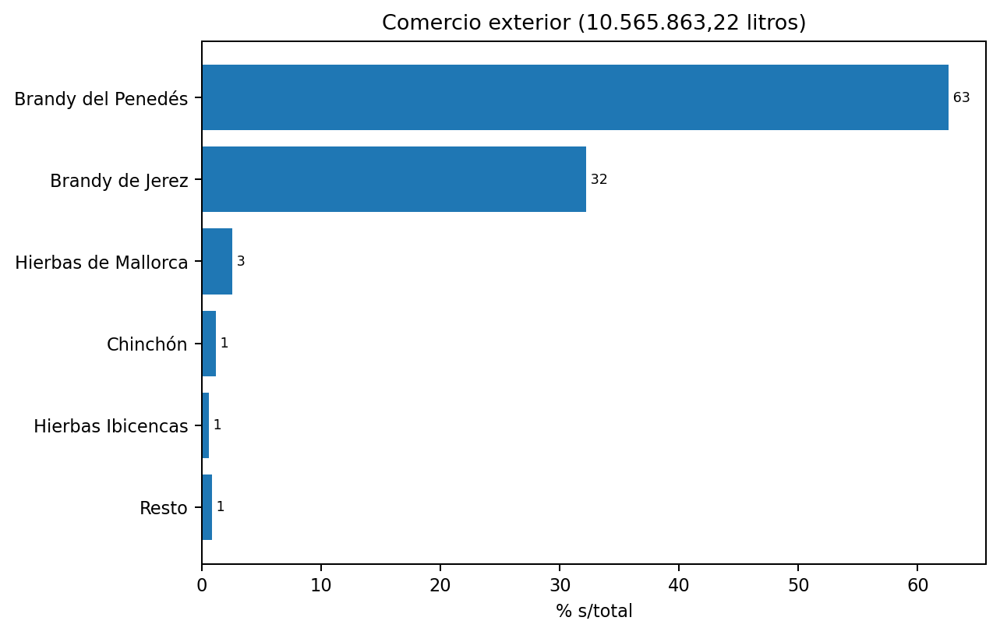 Comercio exterior (10.565.863,22 litros)
Brandy del Penedés 63
Brandy de Jerez 32
Hierbas de Mallorca 3
Chinchón 1
Hierbas Ibicencas 1
Resto 1
0 10 20 30 40 50 60
% s/total